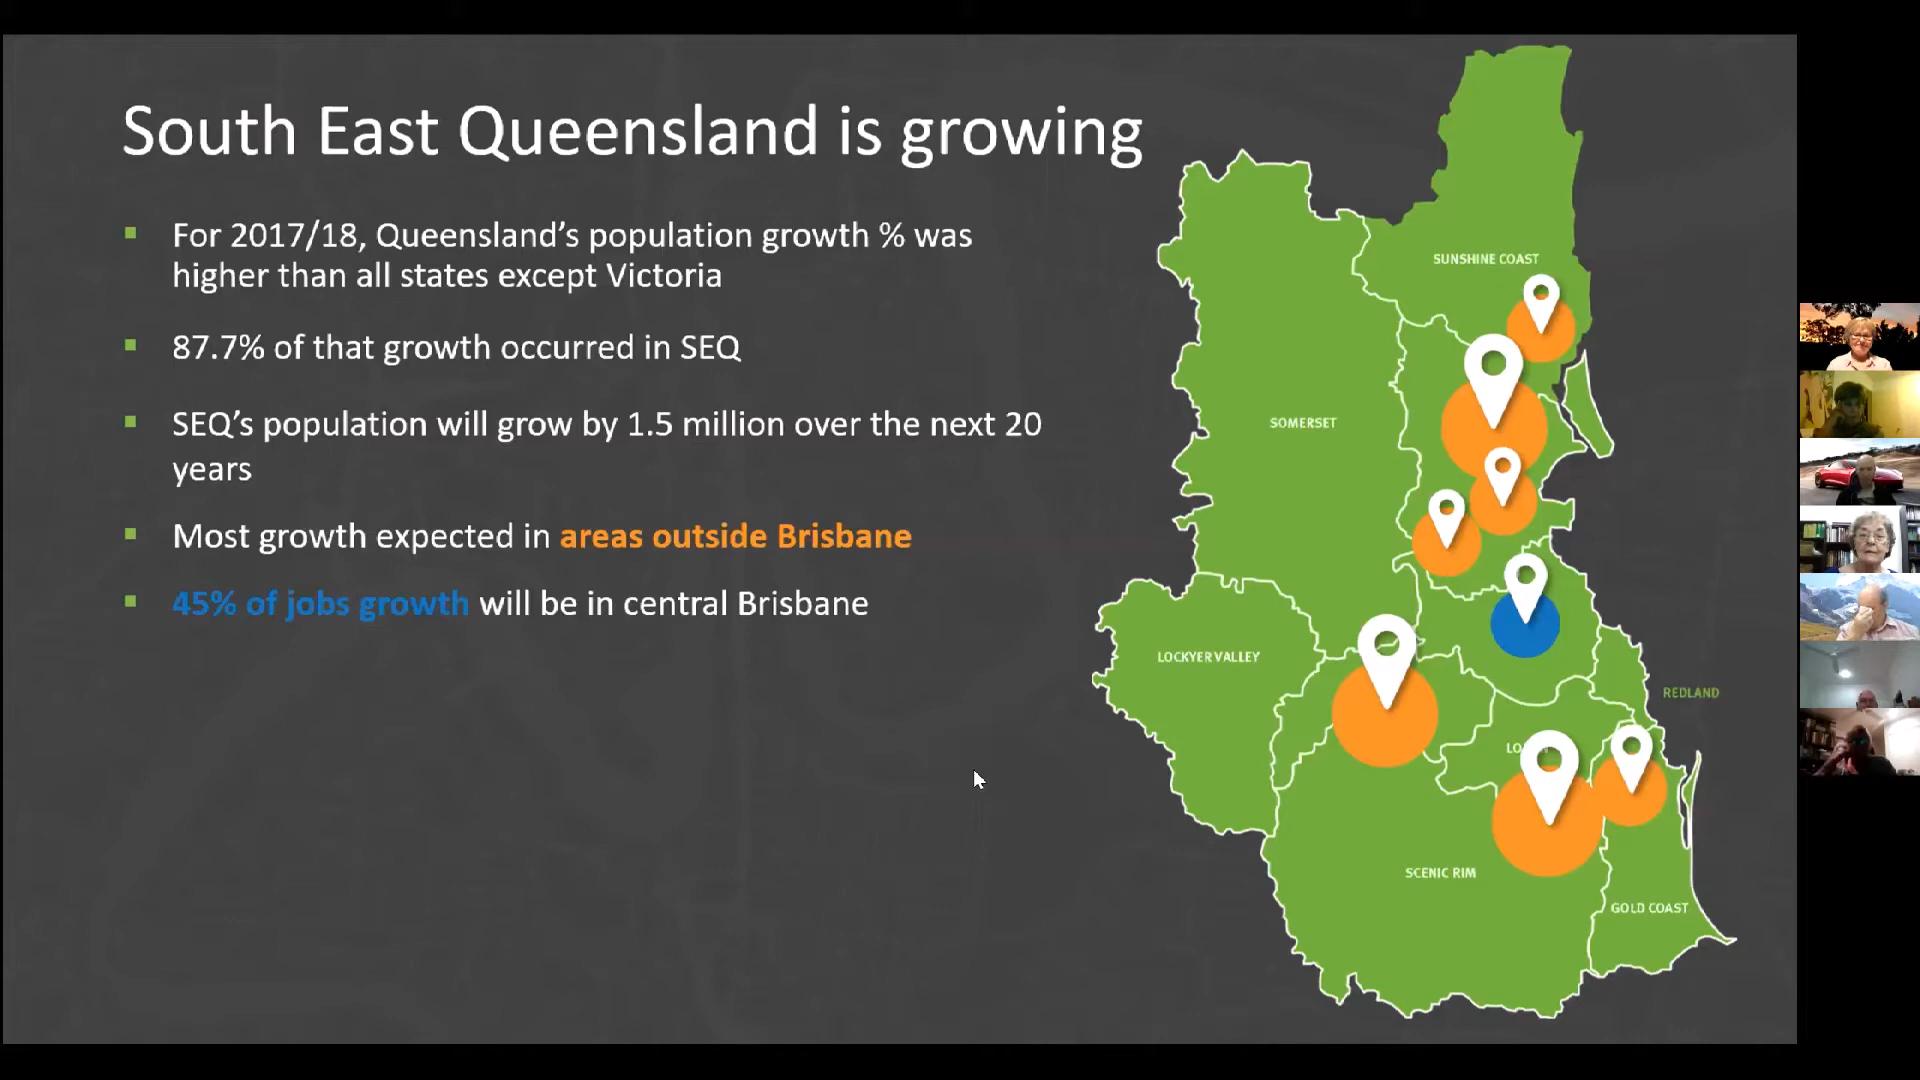 South East Queensland is growing
For 2017/18, Queensland's population growth % was
higher than all states except Victoria
87.7% of that growth occurred in SEQ
SEQ's population will grow by 1.5 million over the next 20
years
Most growth expected in areas outside Brisbane
45% of jobs growth will be in central Brisbane
SUNSHINE COAST
SOMERSET
LOCKYER VALLEY
REDLAND
SCENIC RIM
GOLD COAST